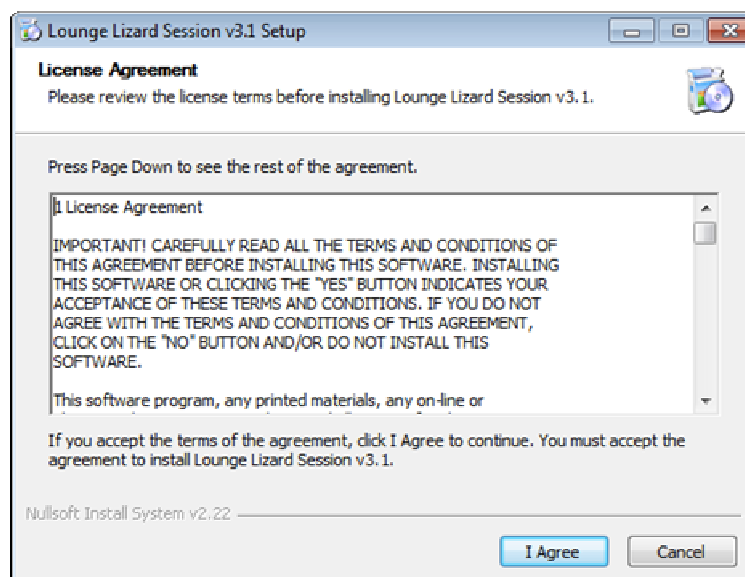 Lounge Lizard Session v3.1 Setup
License Agreement
Please review the license terms before installing Lounge Lizard Session v3.1.
Press Page Down to see the rest of the agreement.
1 License Agreement
IMPORTANT! CAREFULLY READ ALL THE TERMS AND CONDITIONS OF
THIS AGREEMENT BEFORE INSTALLING THIS SOFTWARE. INSTALLING
THIS SOFTWARE OR CLICKING THE "YES" BUTTON INDICATES YOUR
ACCEPTANCE OF THESE TERMS AND CONDITIONS. IF YOU DO NOT
AGREE WITH THE TERMS AND CONDITIONS OF THIS AGREEMENT,
CLICK ON THE "NO" BUTTON AND/OR DO NOT INSTALL THIS
SOFTWARE.
This software program, any printed materials, any on-line or
If you accept the terms of the agreement, click I Agree to continue. You must accept the
agreement to install Lounge Lizard Session v3.1.
Nullsoft Install System v2.22
I Agree
Cancel